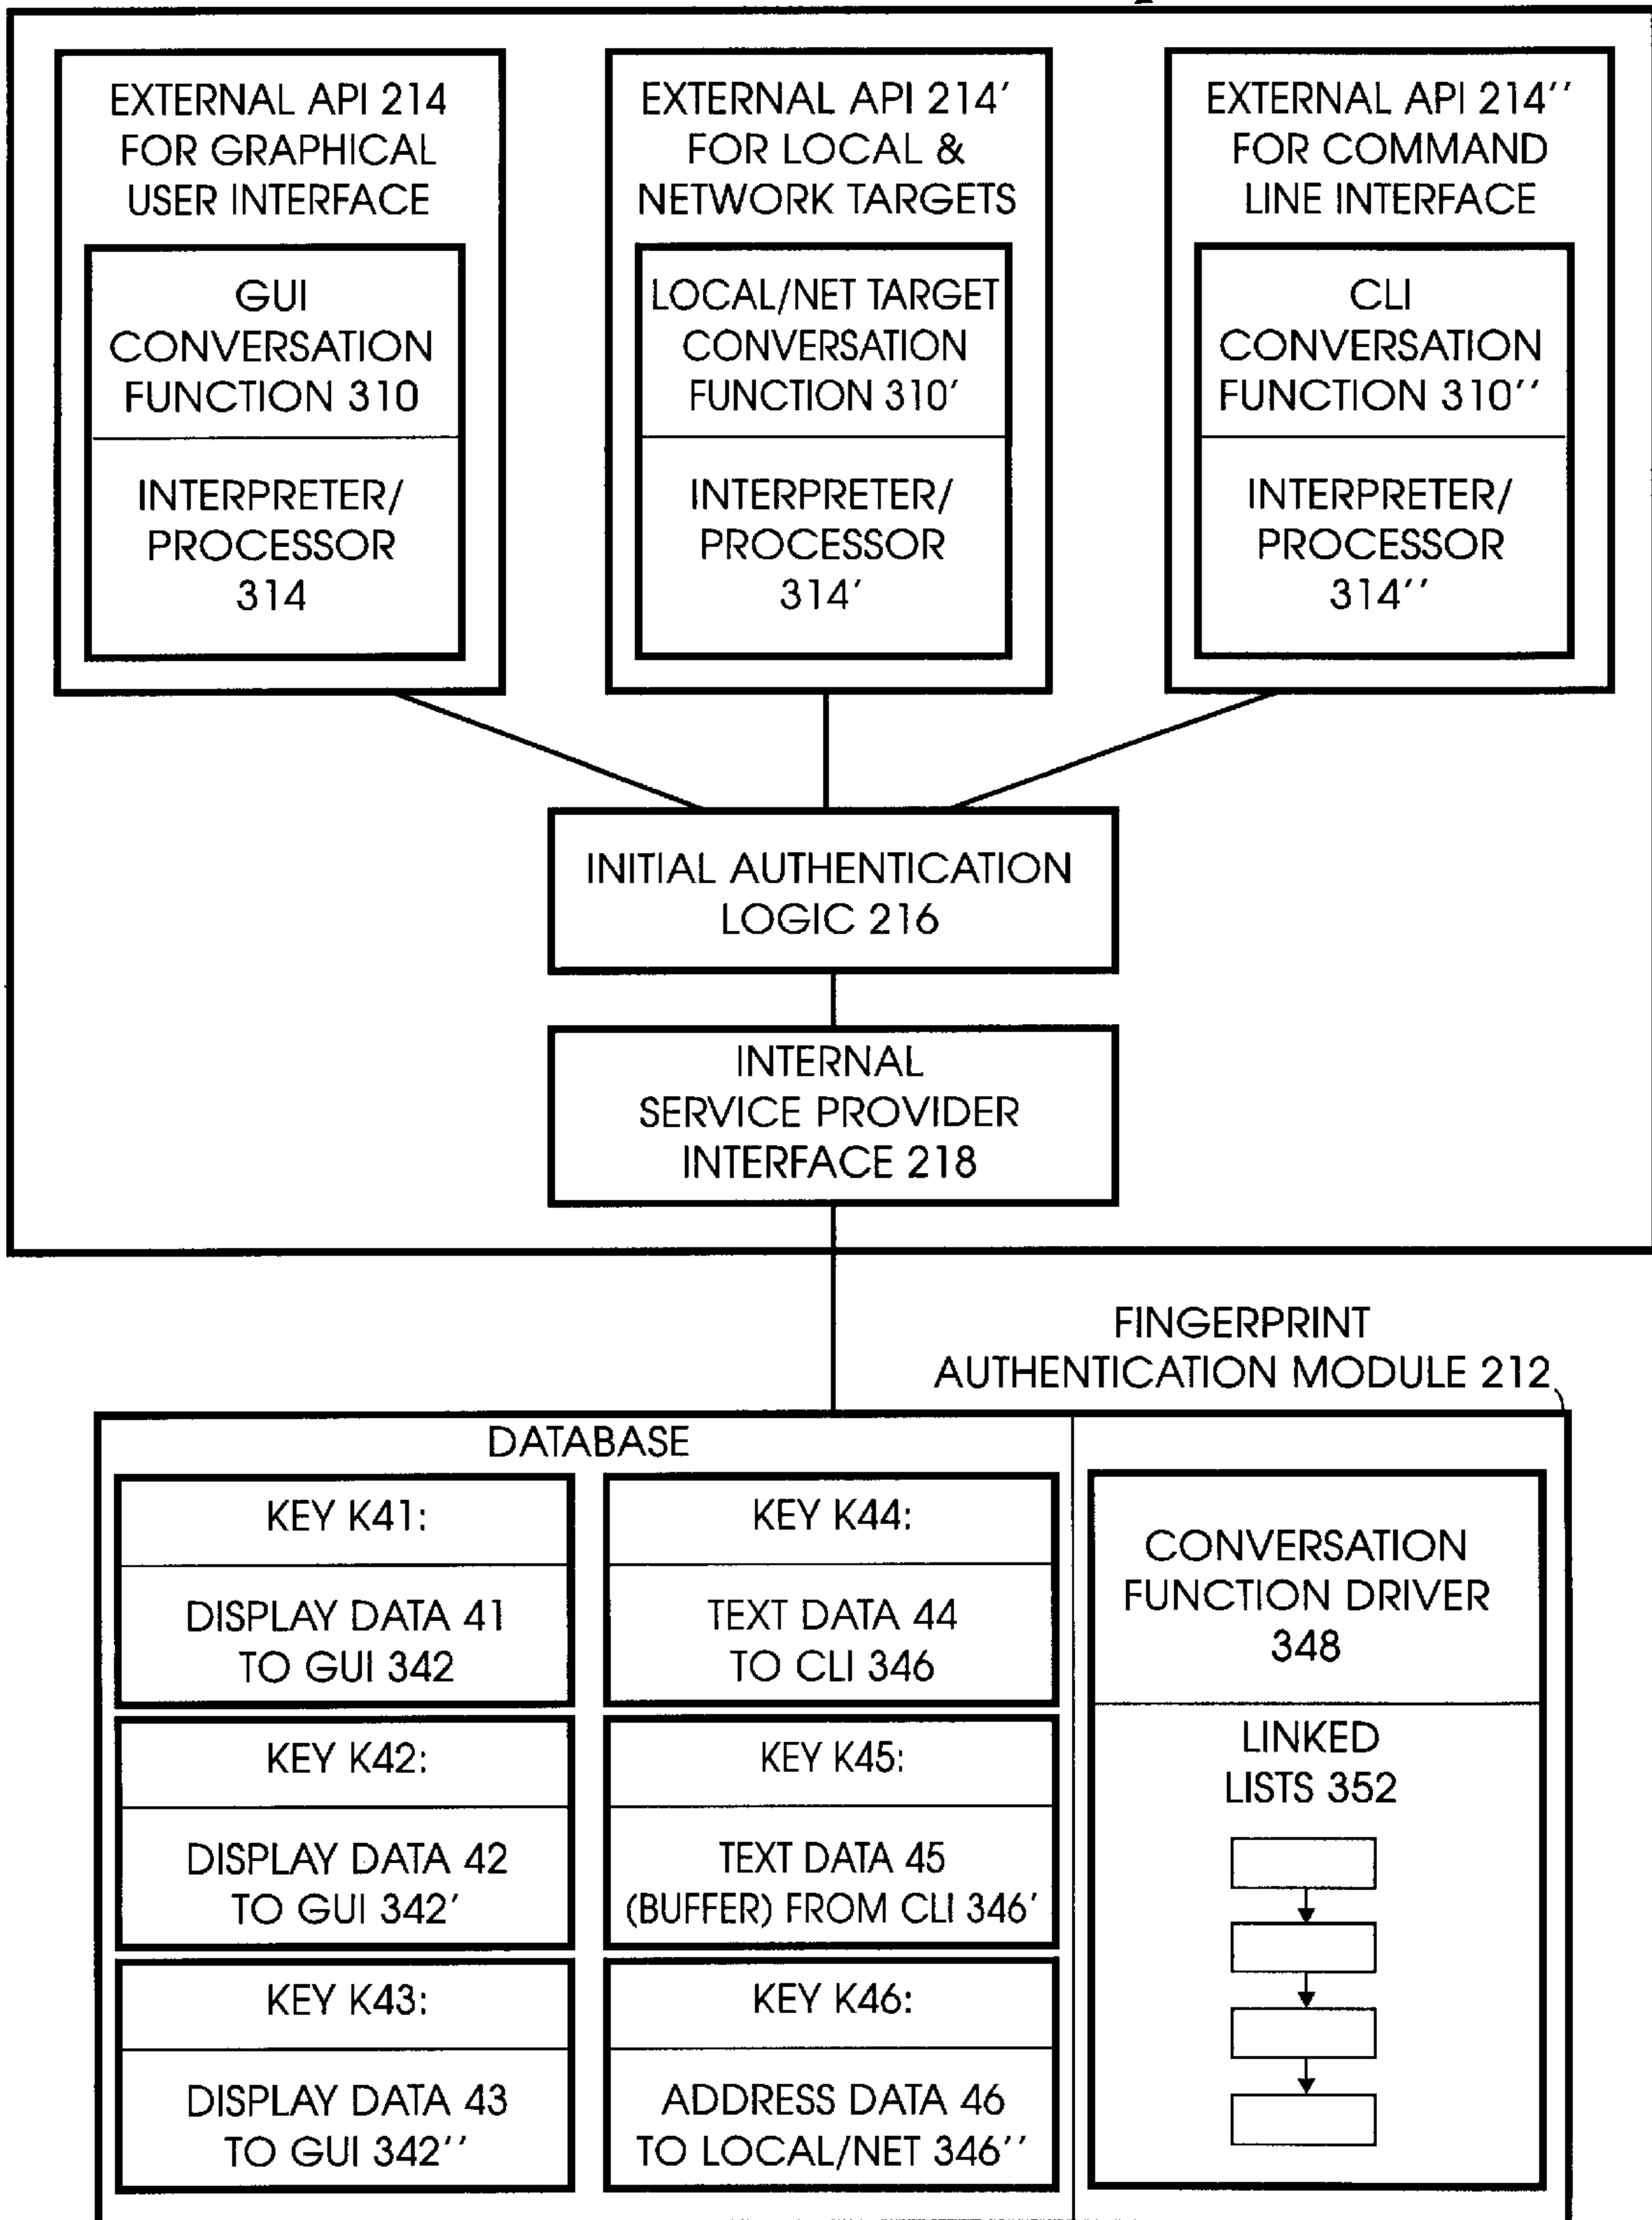 EXTERNAL API 214
FOR GRAPHICAL
USER INTERFACE
GUI
CONVERSATION
FUNCTION 310
INTERPRETER/
PROCESSOR
314
EXTERNAL API 214'
FOR LOCAL &
NETWORK TARGETS
LOCAL/NET TARGET
CONVERSATION
FUNCTION 310'
INTERPRETER/
PROCESSOR
314'
EXTERNAL API 214''
FOR COMMAND
LINE INTERFACE
CLI
CONVERSATION
FUNCTION 310''
INTERPRETER/
PROCESSOR
314''
INITIAL AUTHENTICATION
LOGIC 216
INTERNAL
SERVICE PROVIDER
INTERFACE 218
FINGERPRINT
AUTHENTICATION MODULE 212
DATABASE
KEY K41:
DISPLAY DATA 41
TO GUI 342
KEY K42:
DISPLAY DATA 42
TO GUI 342'
KEY K43:
DISPLAY DATA 43
TO GUI 342''
KEY K44:
TEXT DATA 44
TO CLI 346
KEY K45:
TEXT DATA 45
(BUFFER) FROM CLI 346'
KEY K46:
ADDRESS DATA 46
TO LOCAL/NET 346''
CONVERSATION
FUNCTION DRIVER
348
LINKED
LISTS 352